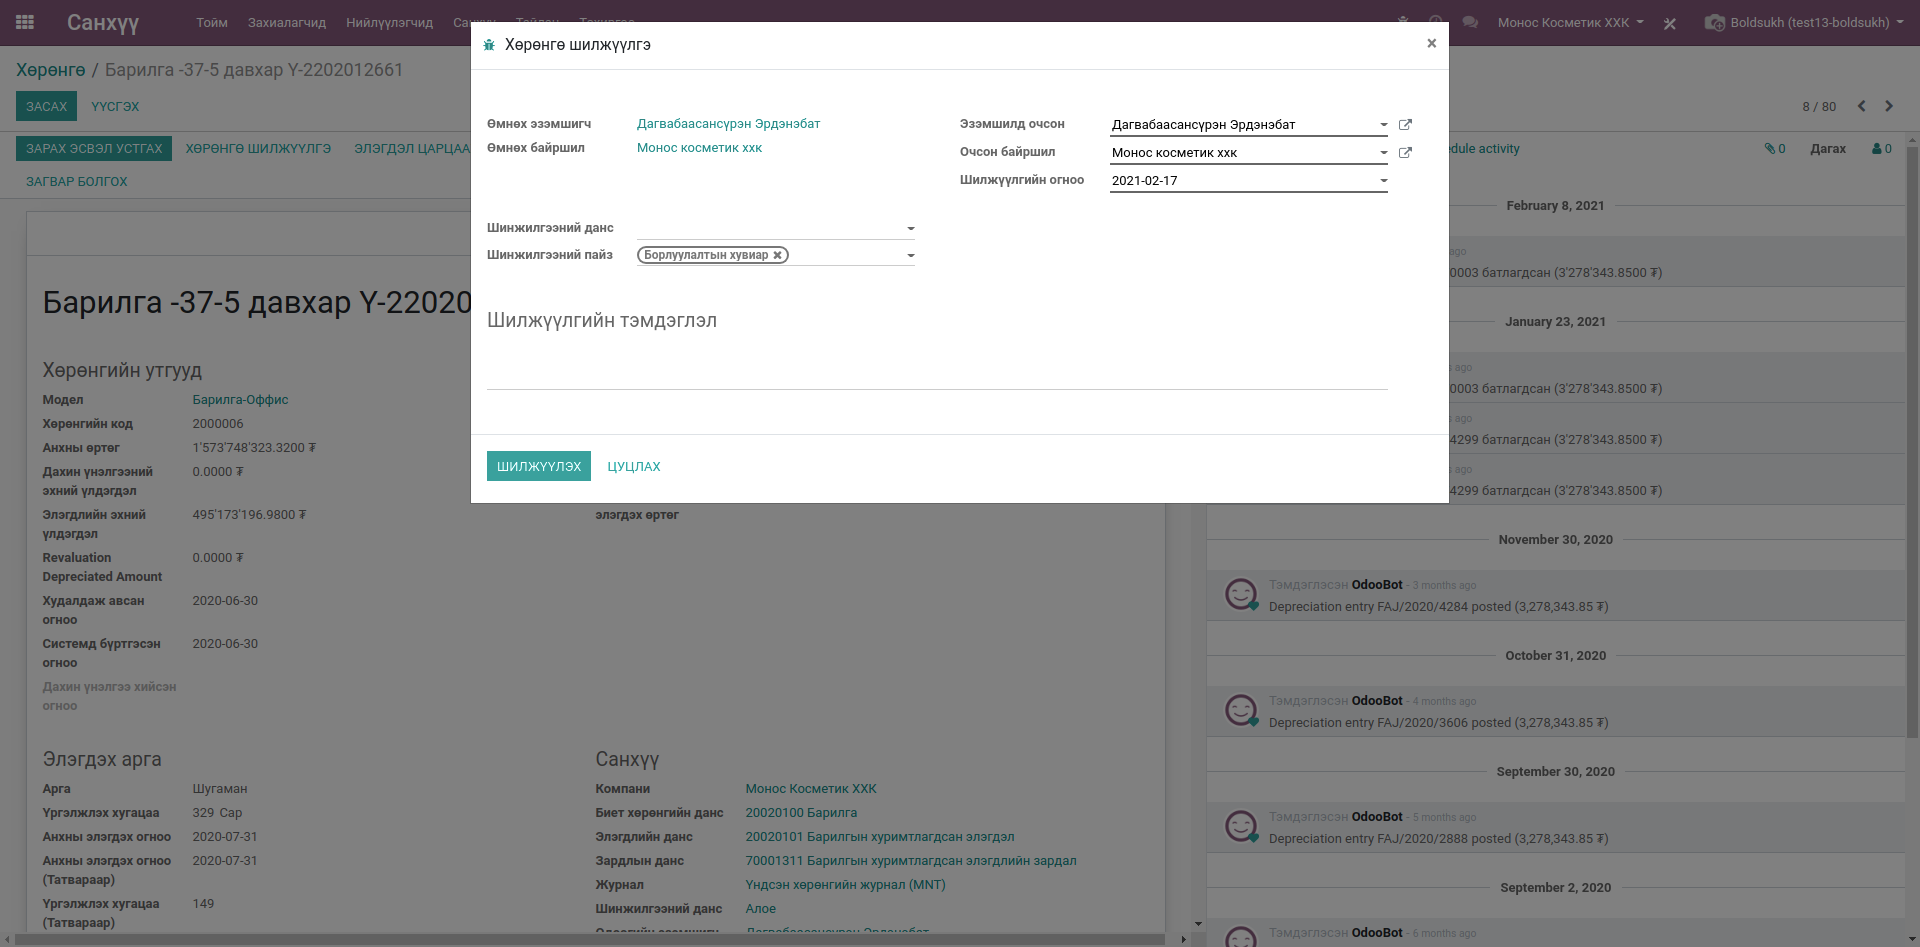 Санхүү
Тойм
Захиалагчид
Нийлүүлэгчид
Монос Косметик ХХК
Boldsukh (test13-boldsukh)
Хөрөнгө / Барилга -37-5 давхар Ү-2202012661
ЗАСАХ
ҮҮСГЭХ
8 / 80
ЗАРАХ ЭСВЭЛ УСТГАХ
ХӨРӨНГӨ ШИЛЖҮҮЛГЭ
ЭЛЭГДЭЛ ЦАРЦАА
ЗАГВАР БОЛГОХ
dule activity
0
Дагах
0
Хөрөнгө шилжүүлгэ
×
Өмнөх эзэмшигч
Дагвабаасансүрэн Эрдэнэбат
Өмнөх байршил
Монос косметик ххк
Эзэмшилд очсон
Дагвабаасансүрэн Эрдэнэбат
Очсон байршил
Монос косметик ххк
Шилжүүлгийн огноо
2021-02-17
Шинжилгээний данс
Шинжилгээний пайз
Борлуулалтын хувиар
Шилжүүлгийн тэмдэглэл
ШИЛЖҮҮЛЭХ
ЦУЦЛАХ
Барилга -37-5 давхар Ү-22020
Хөрөнгийн утгууд
Модел
Барилга-Оффис
Хөрөнгийн код
2000006
Анхны өртөг
1'573'748'323.3200 ₮
Дахин үнэлгээний
эхний үлдэгдэл
0.0000 ₮
Элэгдлийн эхний
үлдэгдэл
495'173'196.9800 ₮
элэгдэх өртөг
Revaluation
Depreciated Amount
0.0000 ₮
Худалдаж авсан
огноо
2020-06-30
Системд бүртгэсэн
огноо
2020-06-30
Дахин үнэлгээ хийсэн
огноо
Элэгдэх арга
Арга
Шугаман
Үргэлжлэх хугацаа
329 Сар
Анхны элэгдэх огноо
2020-07-31
Анхны элэгдэх огноо
(Татвараар)
2020-07-31
Үргэлжлэх хугацаа
(Татвараар)
149
Санхүү
Компани
Монос Косметик ХХК
Биет хөрөнгийн данс
20020100 Барилга
Элэгдлийн данс
20020101 Барилгын хуримтлагдсан элэгдэл
Зардлын данс
70001311 Барилгын хуримтлагдсан элэгдлийн зардал
Журнал
Үндсэн хөрөнгийн журнал (MNT)
Шинжилгээний данс
Алое
February 8, 2021
ago
0003 батлагдсан (3'278'343.8500 ₮)
January 23, 2021
s ago
0003 батлагдсан (3'278'343.8500 ₮)
s ago
4299 батлагдсан (3'278'343.8500 ₮)
s ago
4299 батлагдсан (3'278'343.8500 ₮)
November 30, 2020
Тэмдэглэсэн OdooBot - 3 months ago
Depreciation entry FAJ/2020/4284 posted (3,278,343.85 ₮)
October 31, 2020
Тэмдэглэсэн OdooBot - 4 months ago
Depreciation entry FAJ/2020/3606 posted (3,278,343.85 ₮)
September 30, 2020
Тэмдэглэсэн OdooBot - 5 months ago
Depreciation entry FAJ/2020/2888 posted (3,278,343.85 ₮)
September 2, 2020
Тэмдэглэсэн OdooBot - 6 months ago